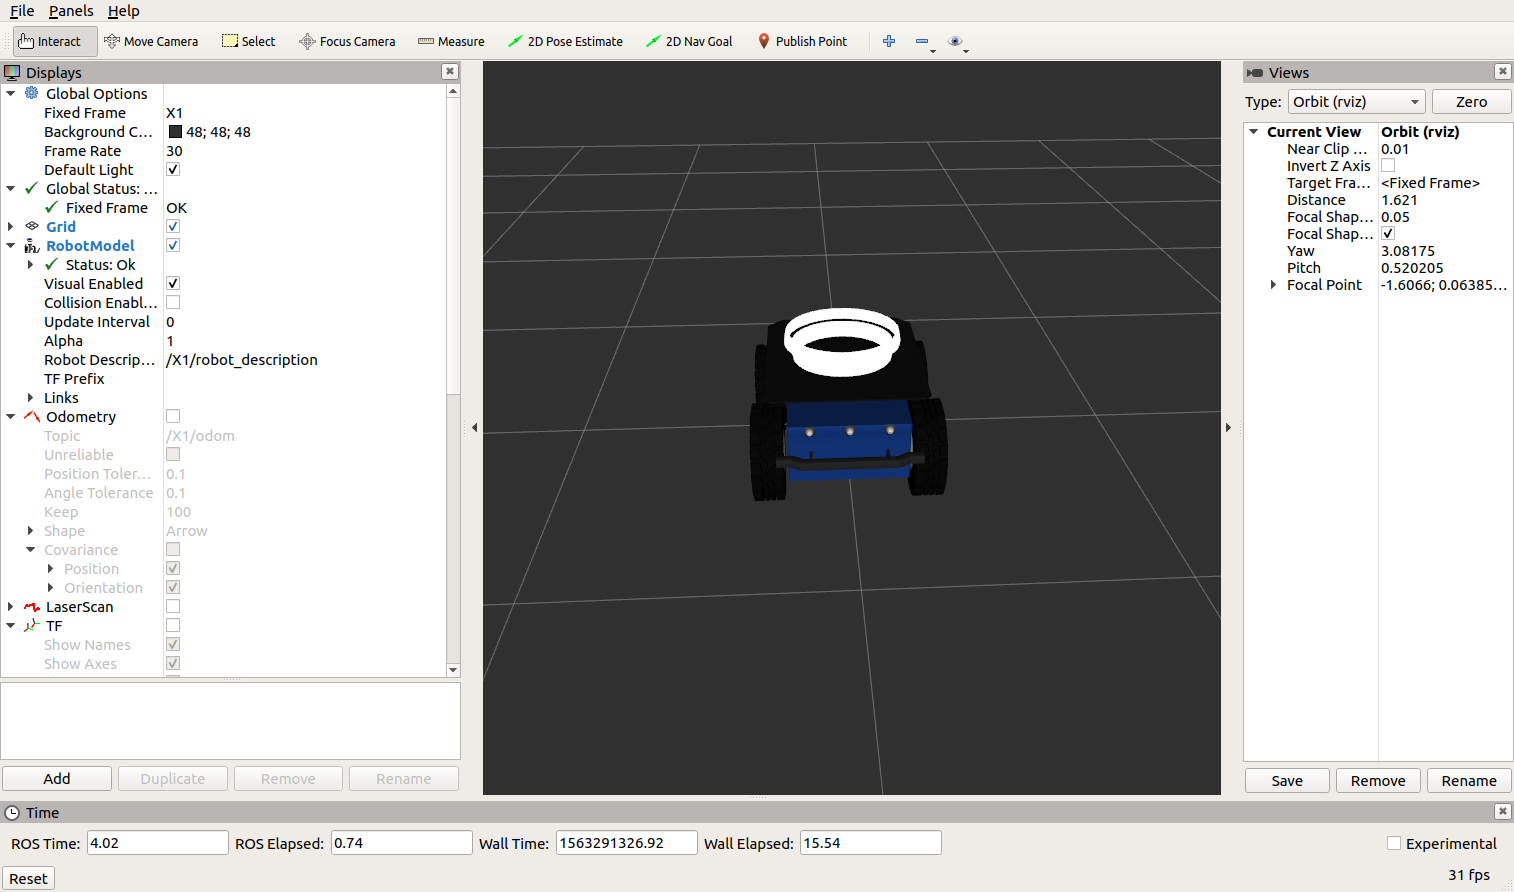 File Panels Help
Interact Move Camera Select Focus Camera Measure 2D Pose Estimate 2D Nav Goal Publish Point
Displays
Global Options
Fixed Frame X1
Background C... 48; 48; 48
Frame Rate 30
Default Light
Global Status: ...
Fixed Frame OK
Grid
RobotModel
Status: Ok
Visual Enabled
Collision Enabl...
Update Interval 0
Alpha 1
Robot Descrip... /X1/robot_description
TF Prefix
Links
Odometry
Topic /X1/odom
Unreliable
Position Toler... 0.1
Angle Tolerance 0.1
Keep 100
Shape Arrow
Covariance
Position
Orientation
LaserScan
TF
Show Names
Show Axes
Add Duplicate Remove Rename
Views
Type: Orbit (rviz) Zero
Current View Orbit (rviz)
Near Clip ... 0.01
Invert Z Axis
Target Fra... <Fixed Frame>
Distance 1.621
Focal Shap... 0.05
Focal Shap...
Yaw 3.08175
Pitch 0.520205
Focal Point -1.6066; 0.06385...
Save Remove Rename
Time
ROS Time: 4.02 ROS Elapsed: 0.74 Wall Time: 1563291326.92 Wall Elapsed: 15.54 Experimental
Reset 31 fps